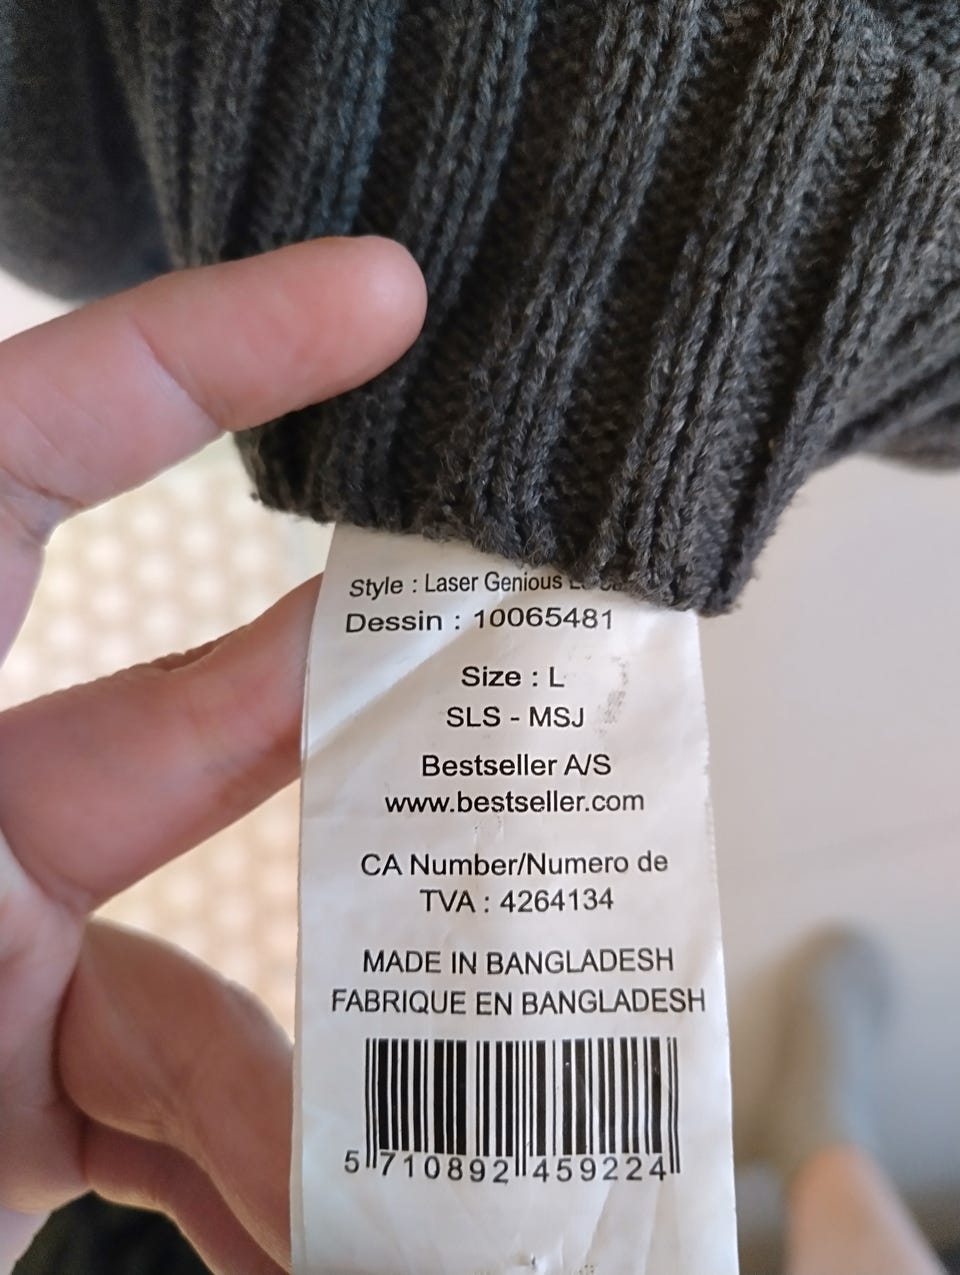 Style : Laser Genious
Dessin : 10065481
Size : L
SLS - MSJ
Bestseller A/S
www.bestseller.com
CA Number/Numero de
TVA : 4264134
MADE IN BANGLADESH
FABRIQUE EN BANGLADESH
5 710892 459224